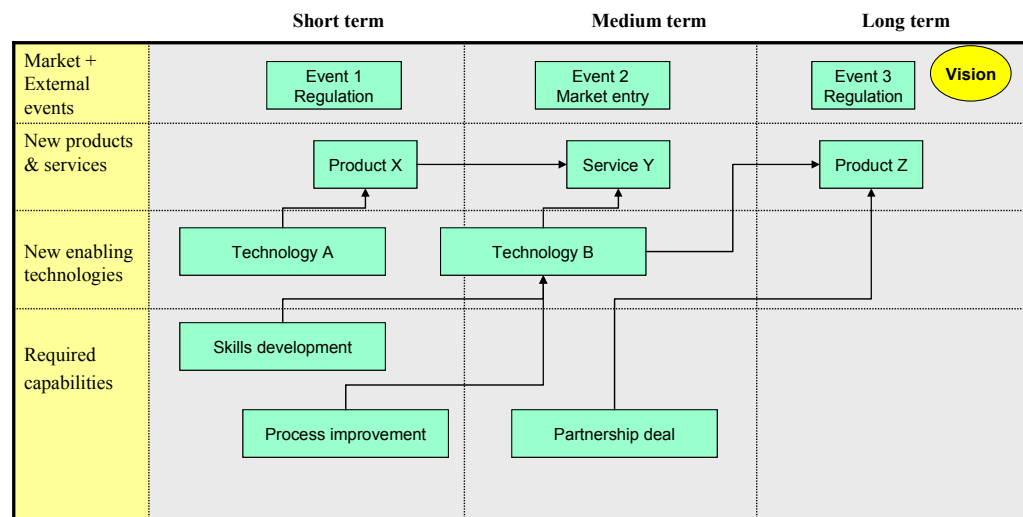 Short term
Medium term
Long term
Market +
External
events
Event 1
Regulation
Event 2
Market entry
Event 3
Regulation
Vision
New products
& services
Product X
Service Y
Product Z
New enabling
technologies
Technology A
Technology B
Required
capabilities
Skills development
Process improvement
Partnership deal